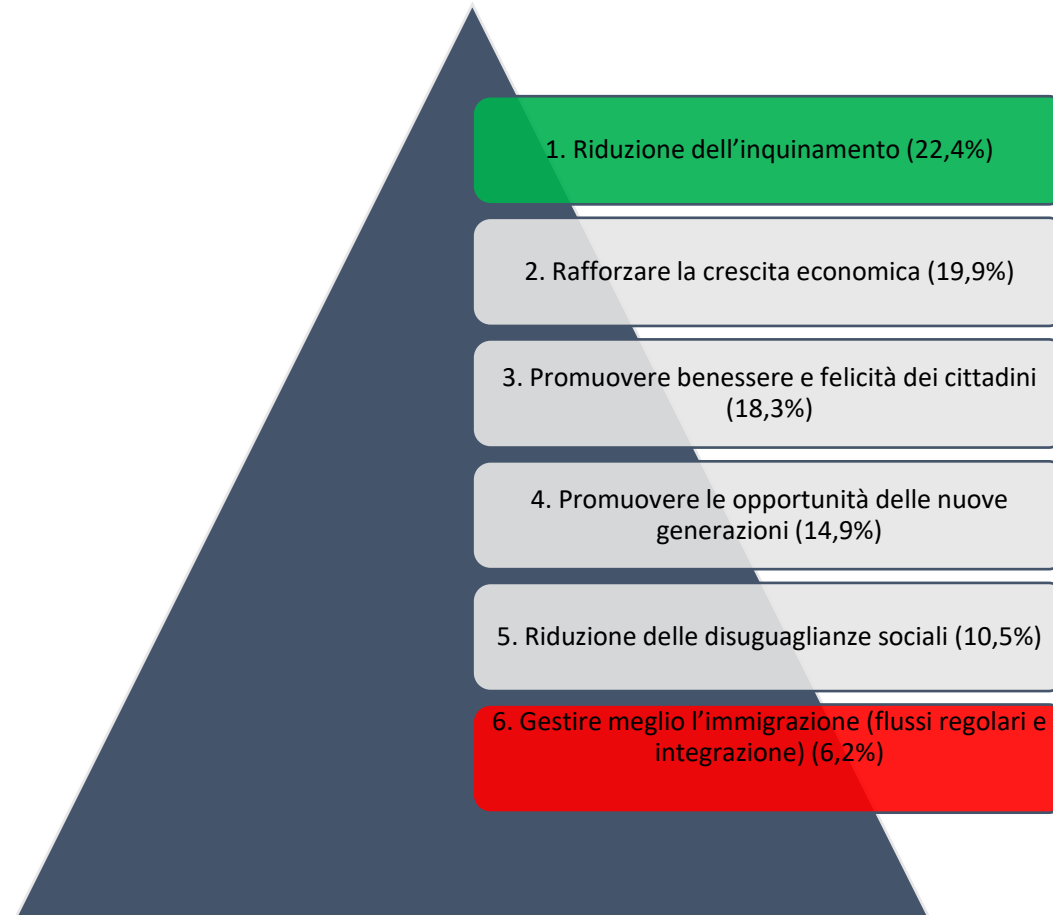 1. Riduzione dell’inquinamento (22,4%)
2. Rafforzare la crescita economica (19,9%)
3. Promuovere benessere e felicità dei cittadini
(18,3%)
4. Promuovere le opportunità delle nuove
generazioni (14,9%)
5. Riduzione delle disuguaglianze sociali (10,5%)
6. Gestire meglio l’immigrazione (flussi regolari e
integrazione) (6,2%)